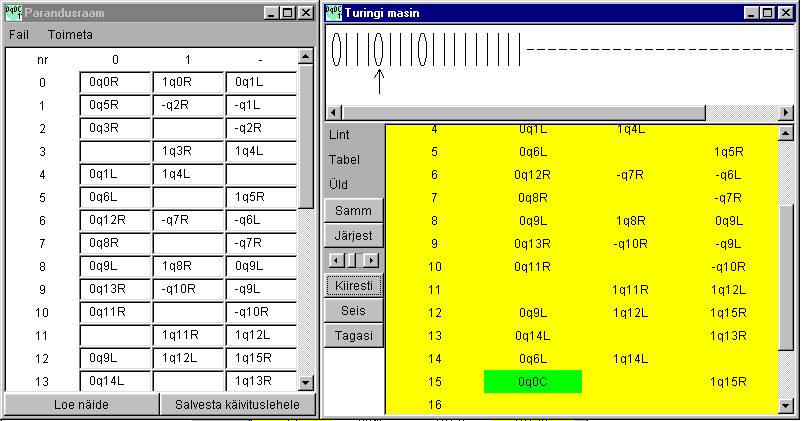 Parandusraam
Fail Toimeta
nr 0 1 -
0 0q0R 1q0R 0q1L
1 0q5R -q2R -q1L
2 0q3R -q2R
3 1q3R 1q4L
4 0q1L 1q4L
5 0q6L 1q5R
6 0q12R -q7R -q6L
7 0q8R -q7R
8 0q9L 1q8R 0q9L
9 0q13R -q10R -q9L
10 0q11R -q10R
11 1q11R 1q12L
12 0q9L 1q12L 1q15R
13 0q14L 1q13R
Loe näide Salvesta käivituslehele
Turingi masin
0|||0|||0|||||||||-----------------------------
Lint
Tabel
Üld
Samm
Järjest
Kiiresti
Seis
Tagasi
4 0q1L 1q4L
5 0q6L 1q5R
6 0q12R -q7R -q6L
7 0q8R -q7R
8 0q9L 1q8R 0q9L
9 0q13R -q10R -q9L
10 0q11R -q10R
11 1q11R 1q12L
12 0q9L 1q12L 1q15R
13 0q14L 1q13R
14 0q6L 1q14L
15 0q0C 1q15R
16